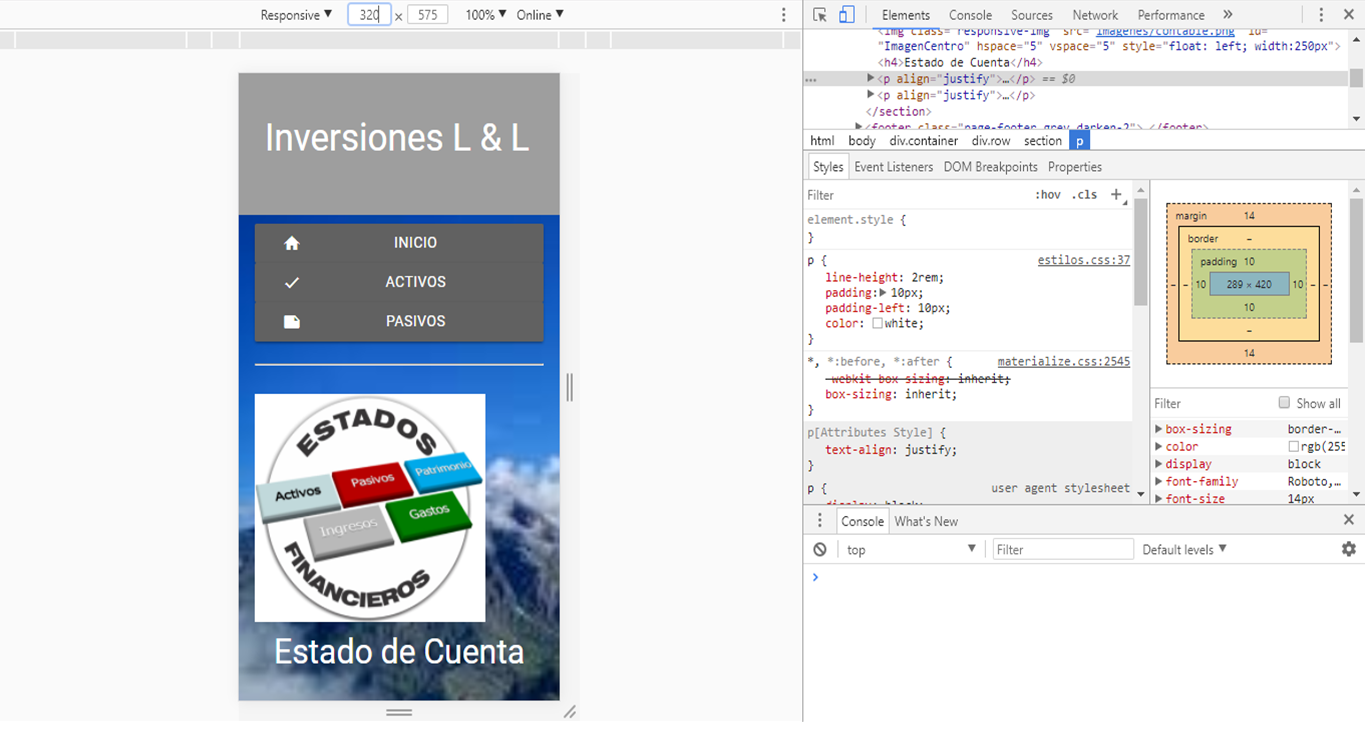 Responsive ▼ 320 × 575 100% ▼ Online ▼
Inversiones L & L
INICIO
ACTIVOS
PASIVOS
ESTADOS
Activos Pasivos Patrimonio
Ingresos Gastos
FINANCIEROS
Estado de Cuenta
Elements Console Sources Network Performance »
<img class="responsive-img" src="imagenes/contable.png" id=
"ImagenCentro" hspace="5" vspace="5" style="float: left; width:250px">
<h4>Estado de Cuenta</h4>
... ▶<p align="justify">…</p> == $0
▶<p align="justify">…</p>
</section>
▶<footer class="page-footer grey darken-2">…</footer>
html body div.container div.row section p
Styles Event Listeners DOM Breakpoints Properties
Filter :hov .cls +
element.style {
}
p { estilos.css:37
line-height: 2rem;
padding:▶ 10px;
padding-left: 10px;
color: white;
}
*, *:before, *:after { materialize.css:2545
-webkit-box-sizing: inherit;
box-sizing: inherit;
}
p[Attributes Style] {
text-align: justify;
}
p { user agent stylesheet
display: block;
margin 14
border –
padding 10
– – 10 289 × 420 10 – –
10
–
14
Filter Show all
▶ box-sizing border-…
▶ color rgb(255
▶ display block
▶ font-family Roboto,…
▶ font-size 14px
Console What's New
top ▼ Filter Default levels ▼